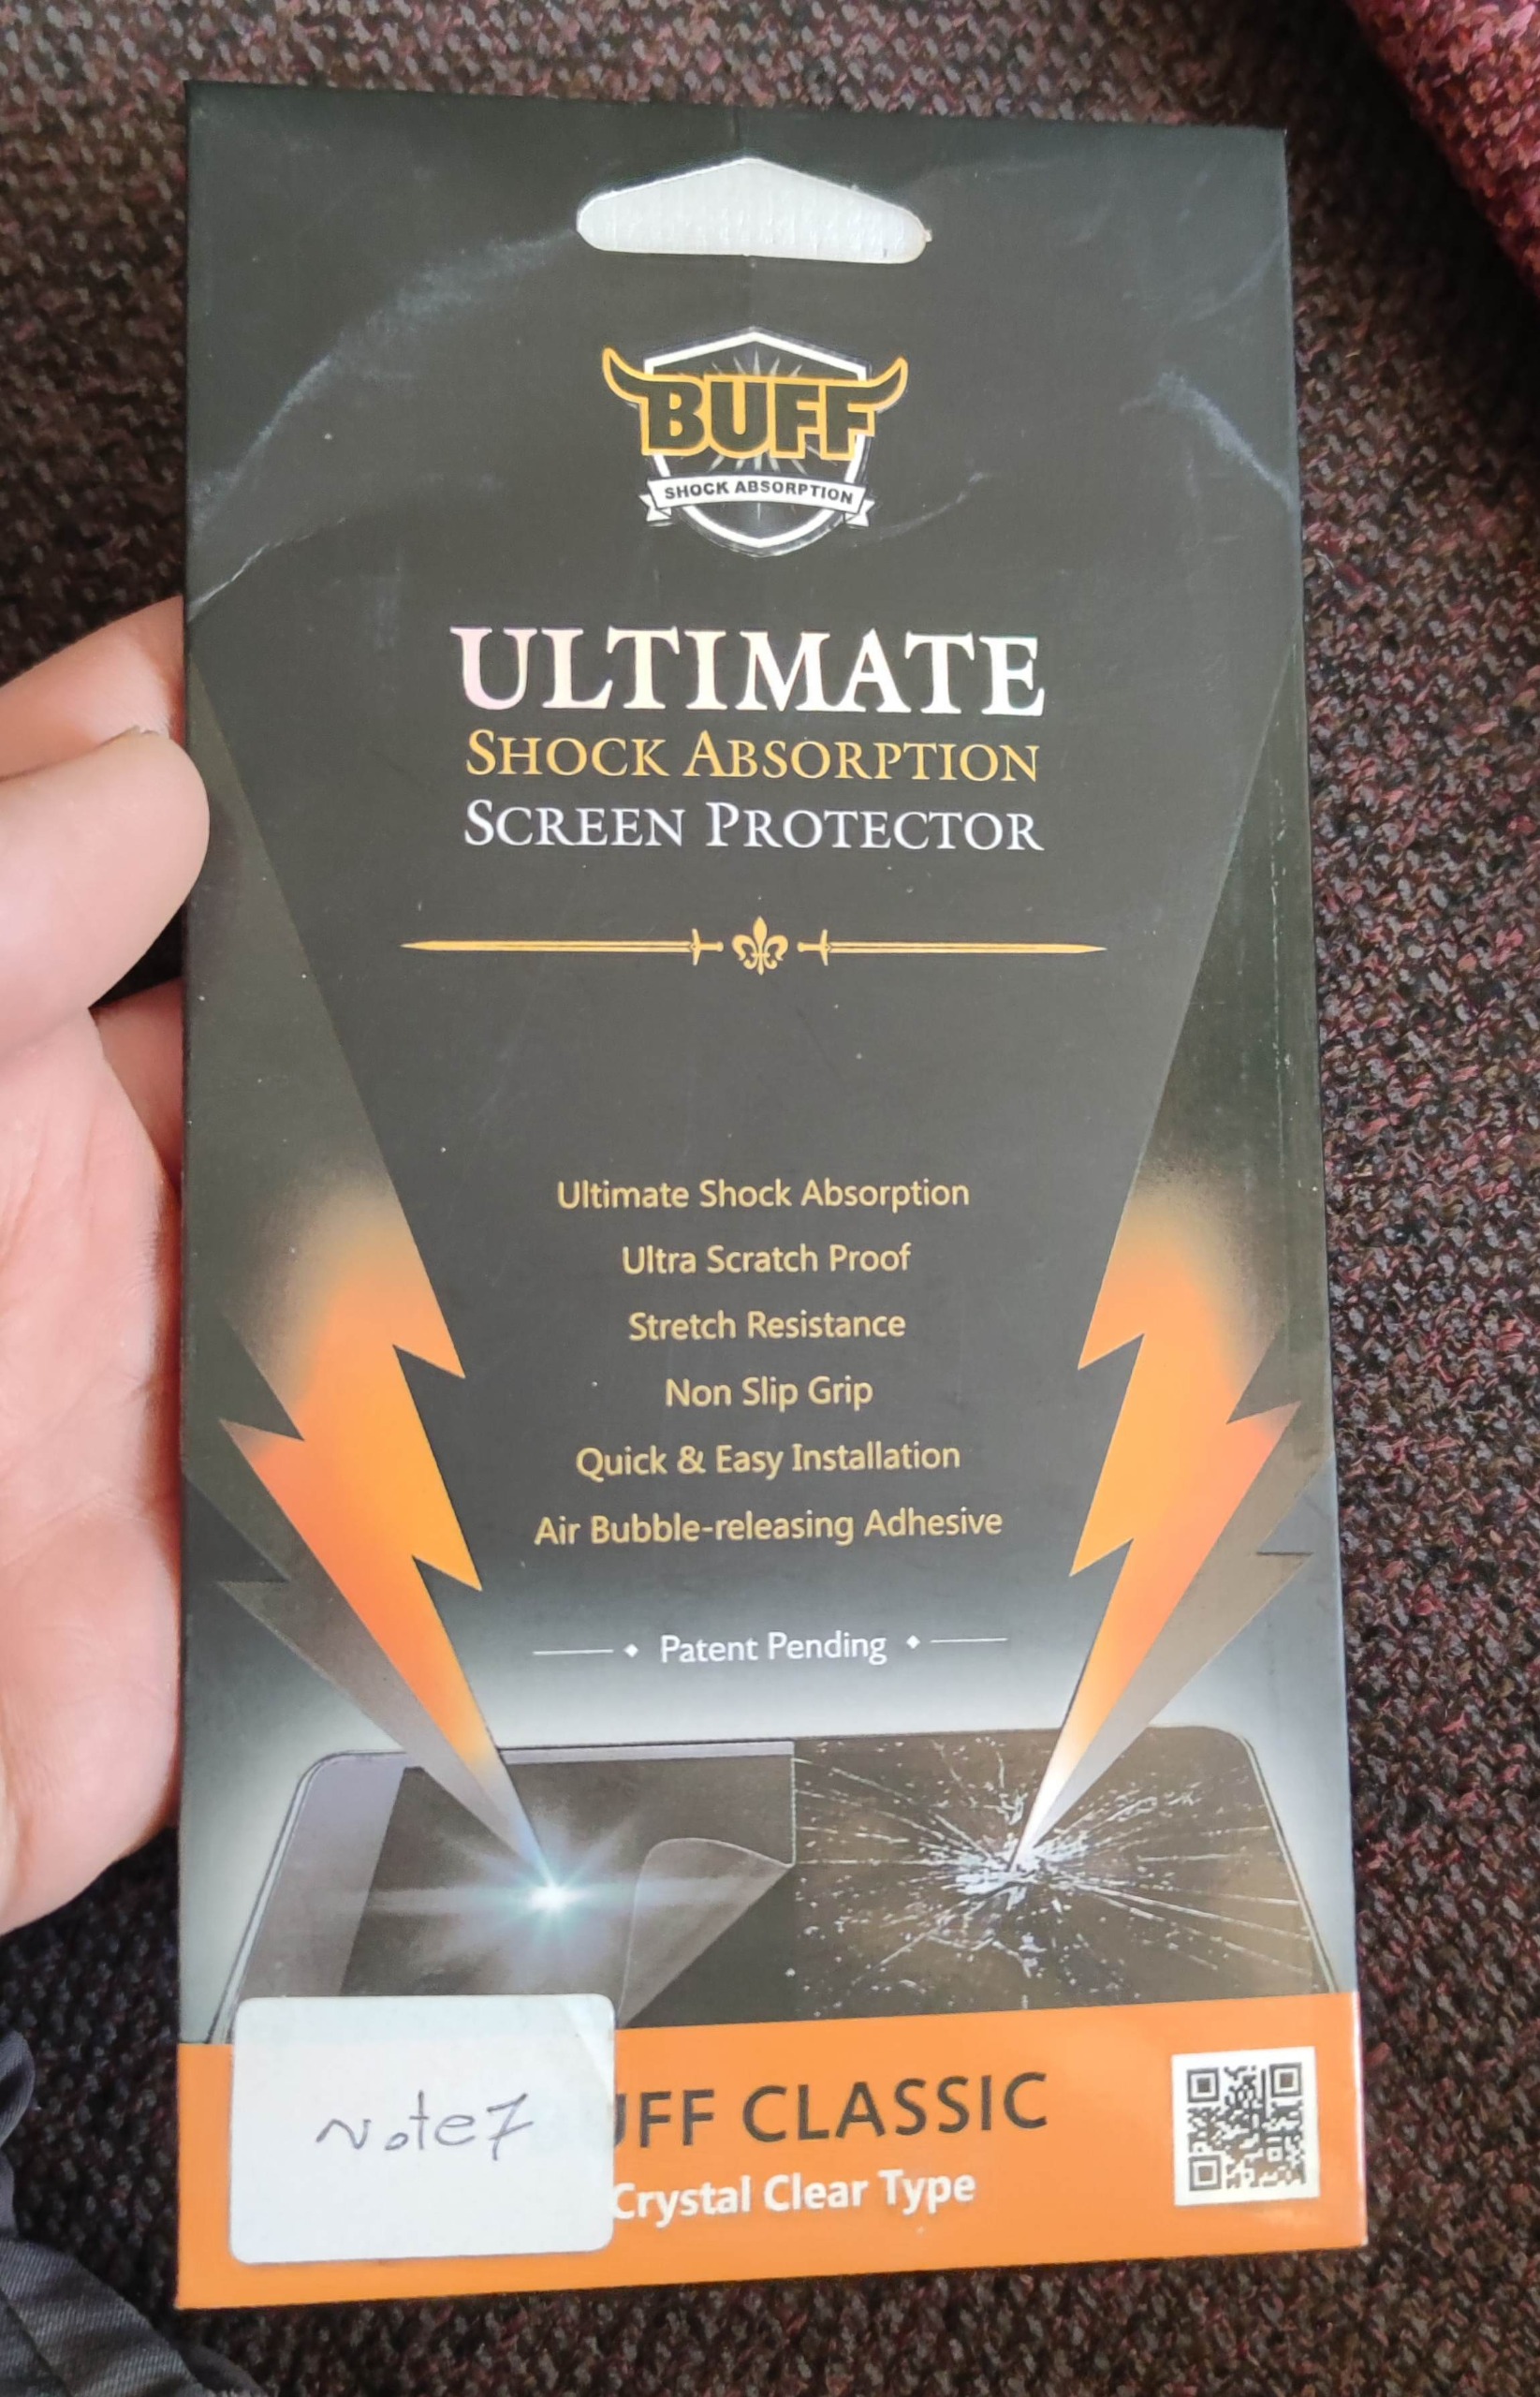 BUFF
SHOCK ABSORPTION
ULTIMATE
SHOCK ABSORPTION
SCREEN PROTECTOR
Ultimate Shock Absorption
Ultra Scratch Proof
Stretch Resistance
Non Slip Grip
Quick & Easy Installation
Air Bubble-releasing Adhesive
Patent Pending
Note7
UFF CLASSIC
Crystal Clear Type